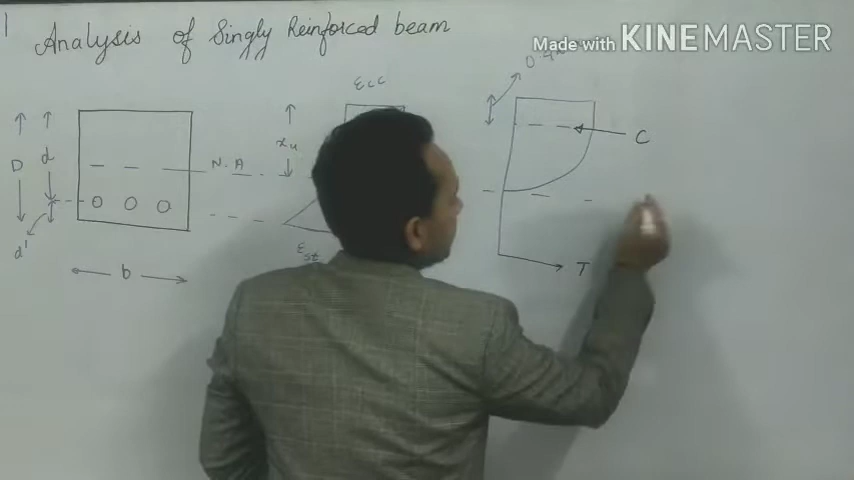 Analysis of Singly Reinforced beam
Made with KINEMASTER
εcc
D
d
xu
C
N.A
d'
εst
T
b